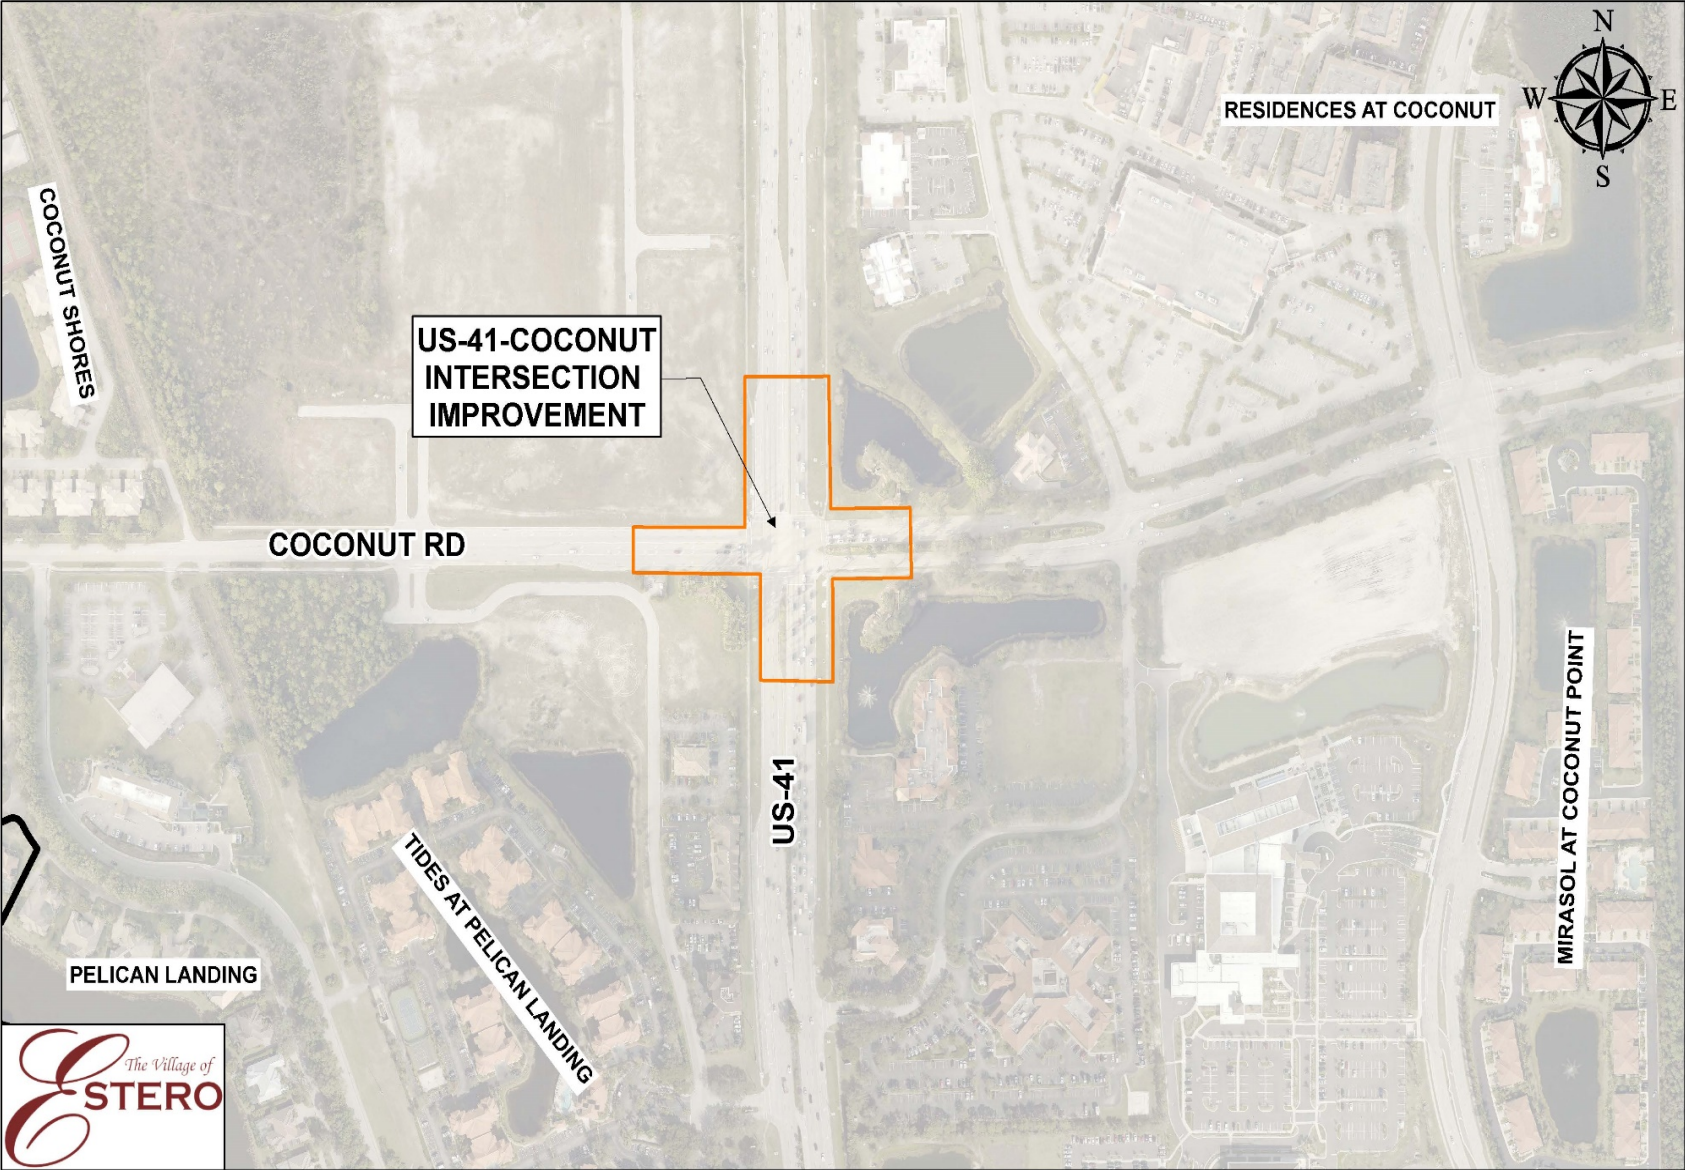 N
W
E
S
RESIDENCES AT COCONUT
COCONUT SHORES
US-41-COCONUT
INTERSECTION
IMPROVEMENT
COCONUT RD
US-41
MIRASOL AT COCONUT POINT
TIDES AT PELICAN LANDING
PELICAN LANDING
The Village of
ESTERO